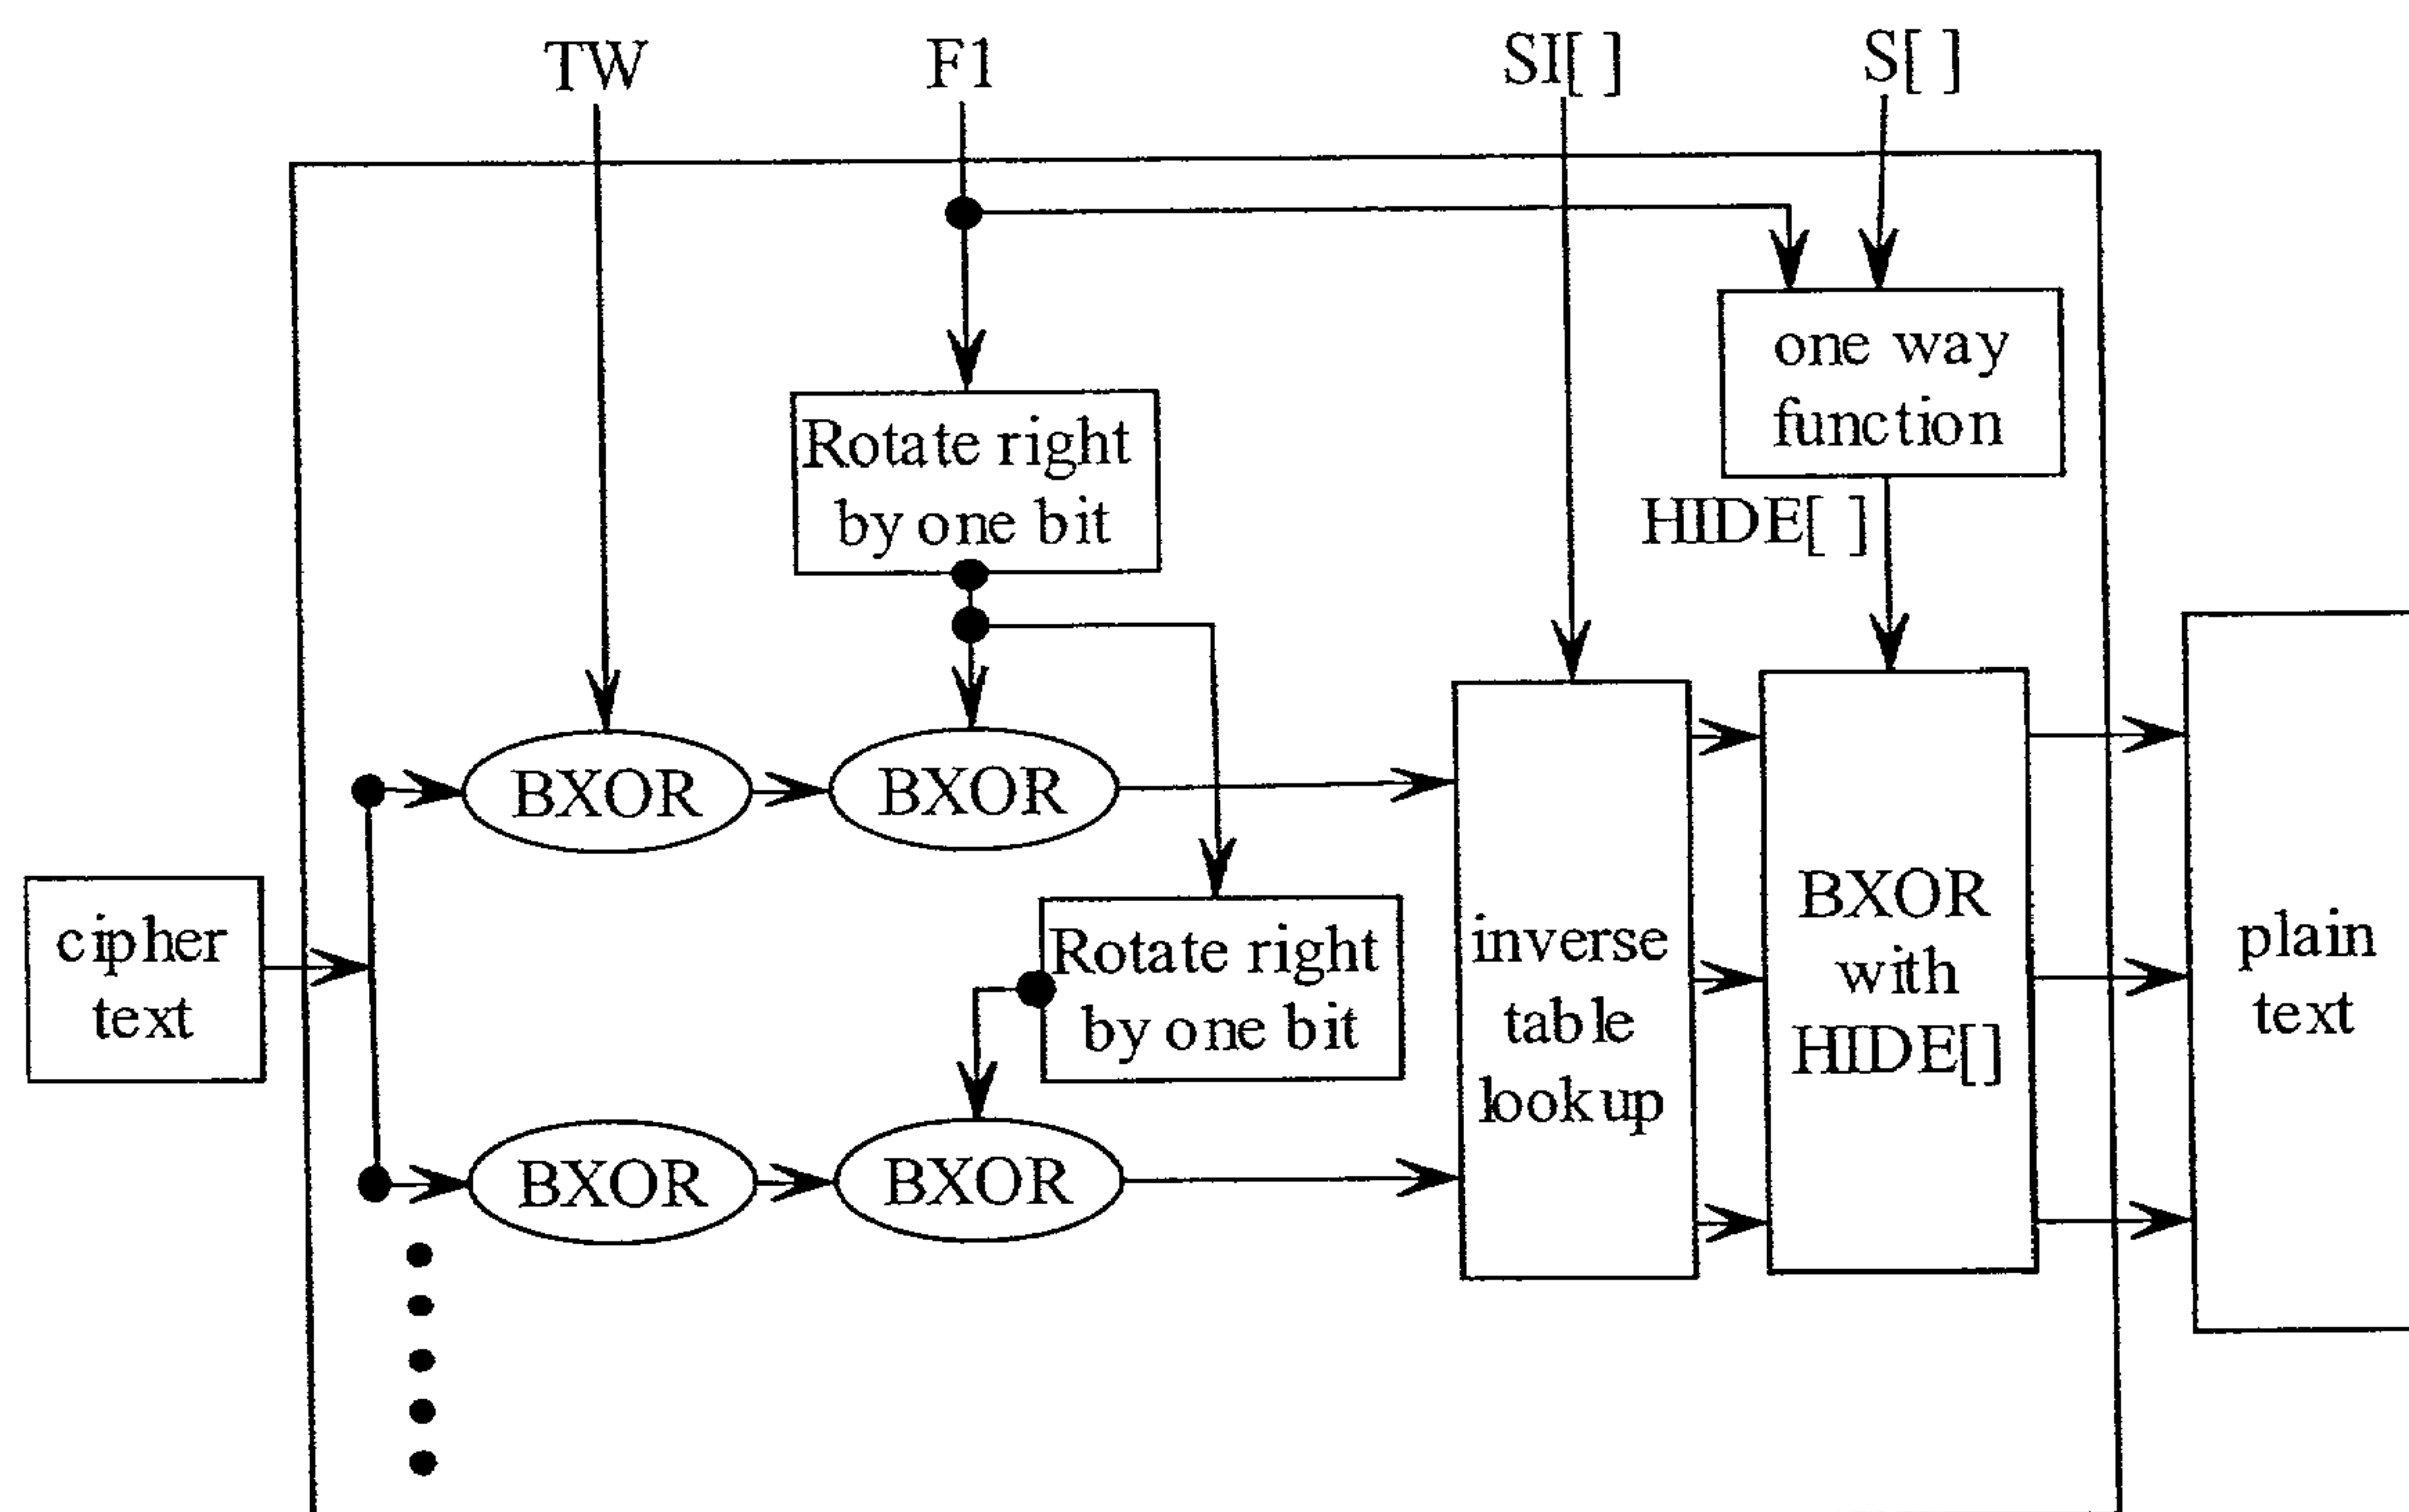 TW
F1
SI[ ]
S[ ]
one way
function
Rotate right
by one bit
HIDE[ ]
BXOR
BXOR
cipher
text
Rotate right
by one bit
inverse
table
lookup
BXOR
with
HIDE[]
plain
text
BXOR
BXOR